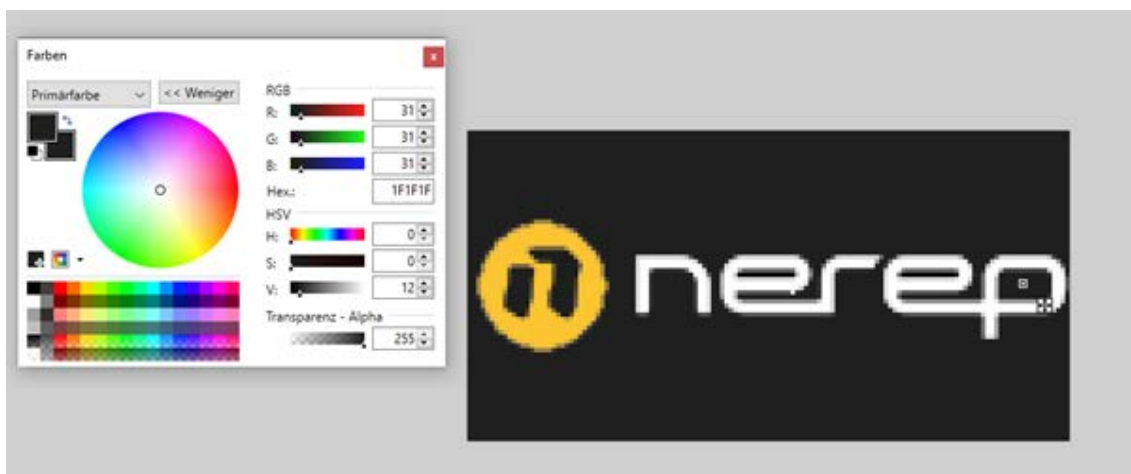 Farben
x
Primärfarbe
<< Weniger
RGB
R: 31
G: 31
B: 31
Hex.: 1F1F1F
HSV
H: 0
S: 0
V: 12
Transparenz - Alpha
255
n nerep